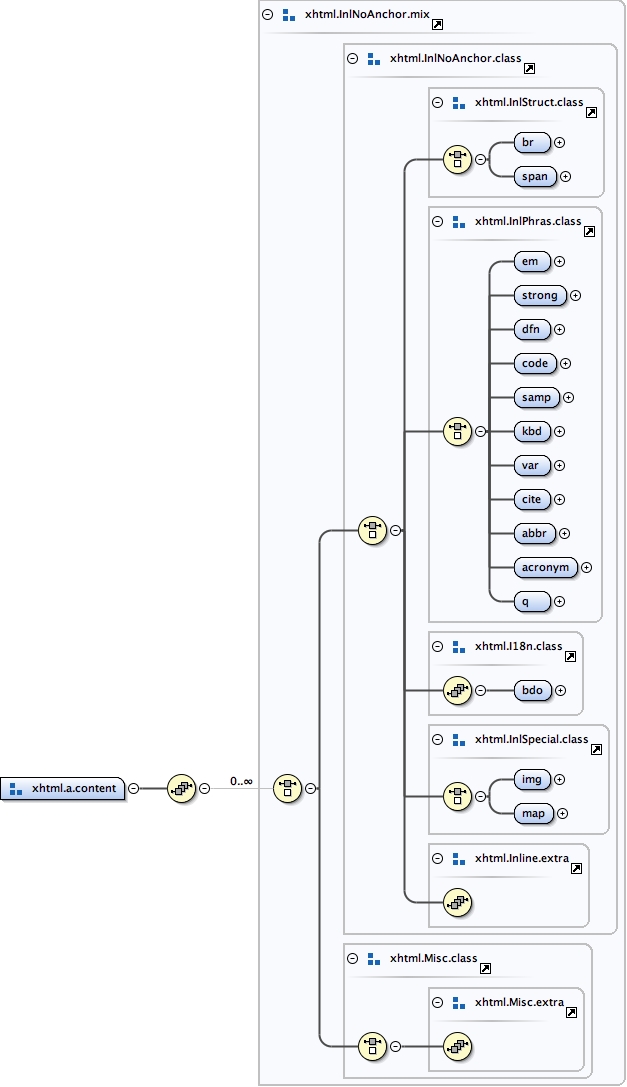 xhtml.InlNoAnchor.mix
xhtml.InlNoAnchor.class
xhtml.InlStruct.class
br
span
xhtml.InlPhras.class
em
strong
dfn
code
samp
kbd
var
cite
abbr
acronym
q
xhtml.I18n.class
bdo
xhtml.InlSpecial.class
img
map
xhtml.a.content
0..∞
xhtml.Inline.extra
xhtml.Misc.class
xhtml.Misc.extra